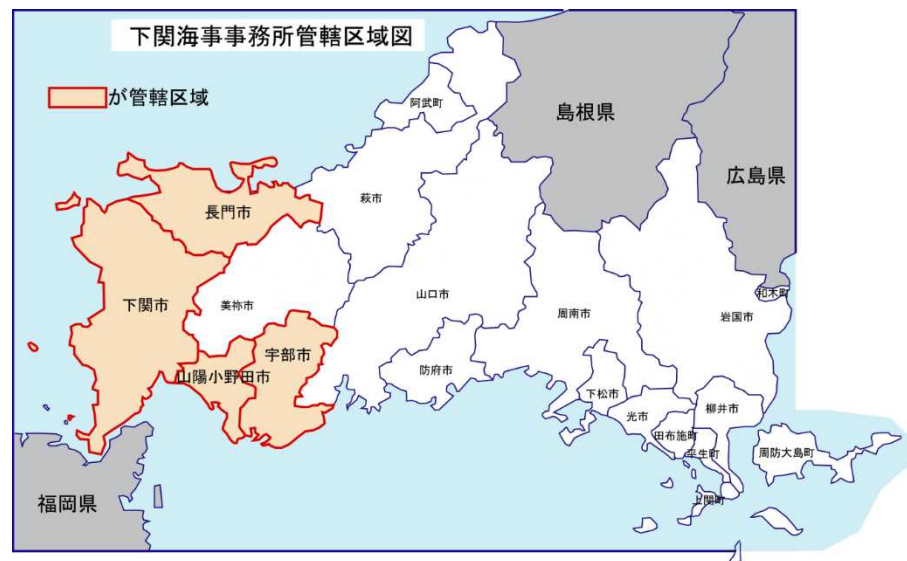 下関海事事務所管轄区域図
が管轄区域
島根県
広島県
阿武町
萩市
長門市
下関市
美祢市
山口市
周南市
岩国市
和木町
宇部市
山陽小野田市
防府市
下松市
光市
柳井市
田布施町
平生町
周防大島町
上関町
福岡県